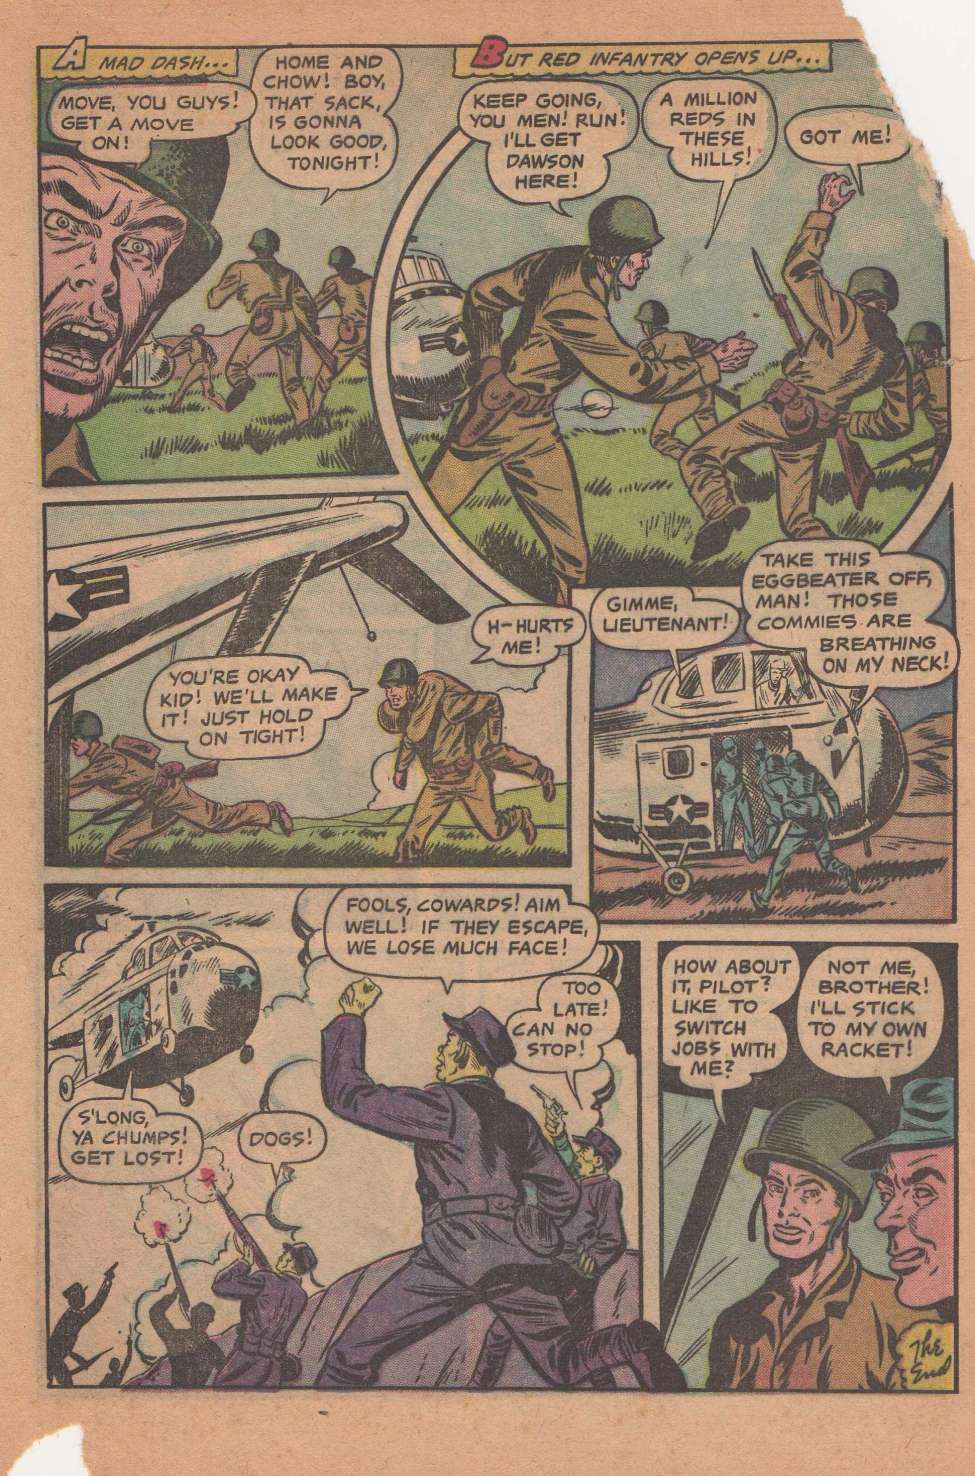 A MAD DASH...
MOVE, YOU GUYS!
GET A MOVE
ON!
HOME AND
CHOW! BOY,
THAT SACK,
IS GONNA
LOOK GOOD,
TONIGHT!
BUT RED INFANTRY OPENS UP...
KEEP GOING,
YOU MEN! RUN!
I'LL GET
DAWSON
HERE!
A MILLION
REDS IN
THESE
HILLS!
GOT ME!
YOU'RE OKAY
KID! WE'LL MAKE
IT! JUST HOLD
ON TIGHT!
H-HURTS
ME!
GIMME,
LIEUTENANT!
TAKE THIS
EGGBEATER OFF,
MAN! THOSE
COMMIES ARE
BREATHING
ON MY NECK!
S'LONG,
YA CHUMPS!
GET LOST!
DOGS!
FOOLS, COWARDS! AIM
WELL! IF THEY ESCAPE,
WE LOSE MUCH FACE!
TOO
LATE!
CAN NO
STOP!
HOW ABOUT
IT, PILOT?
LIKE TO
SWITCH
JOBS WITH
ME?
NOT ME,
BROTHER!
I'LL STICK
TO MY OWN
RACKET!
The
End